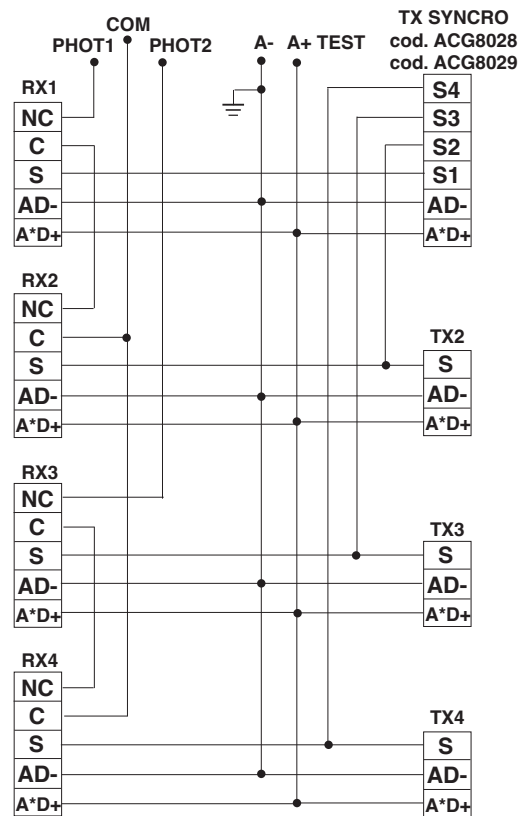 COM
PHOT1 PHOT2 A- A+ TEST
TX SYNCRO
cod. ACG8028
cod. ACG8029
RX1
NC
C
S
AD-
A*D+
S4
S3
S2
S1
AD-
A*D+
RX2
NC
C
S
AD-
A*D+
TX2
S
AD-
A*D+
RX3
NC
C
S
AD-
A*D+
TX3
S
AD-
A*D+
RX4
NC
C
S
AD-
A*D+
TX4
S
AD-
A*D+